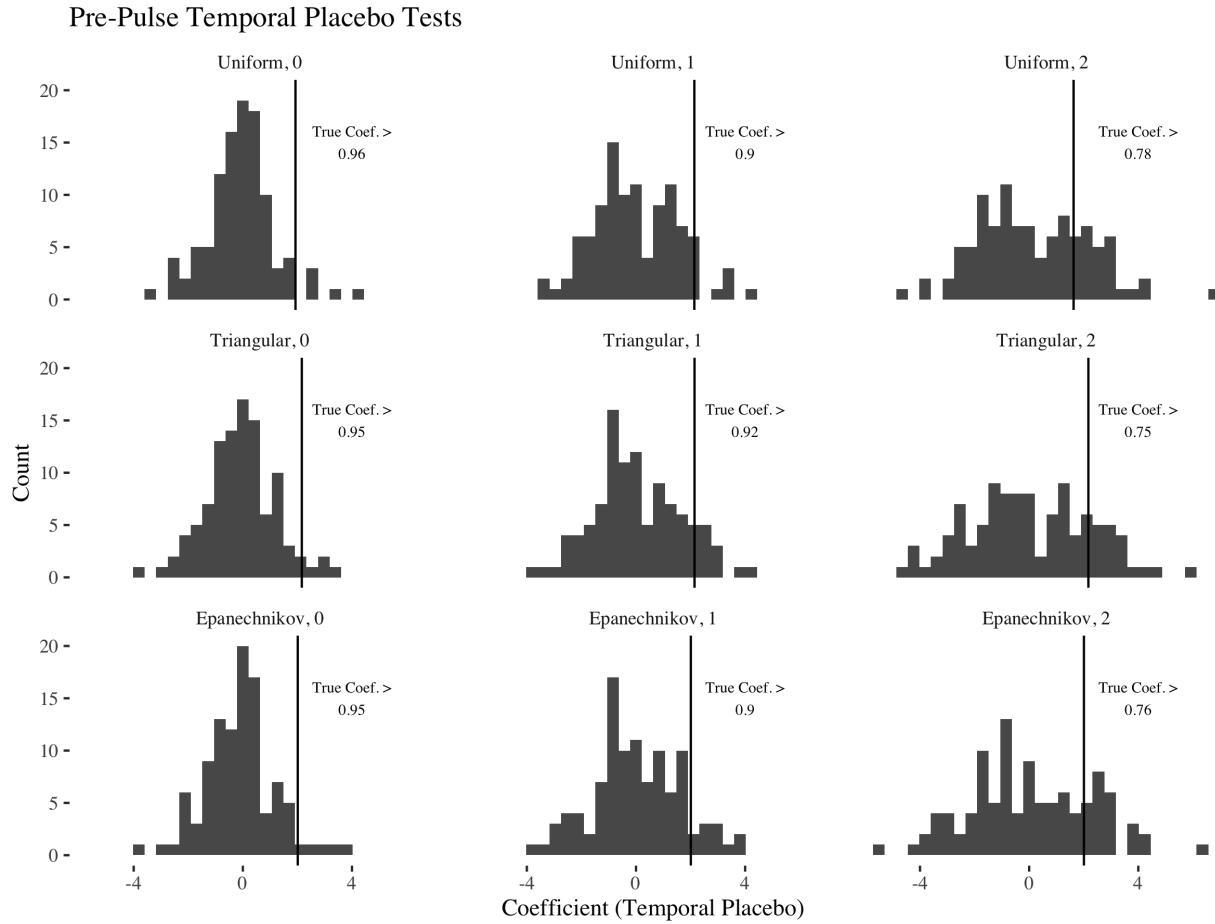 Pre-Pulse Temporal Placebo Tests
Uniform, 0
Uniform, 1
Uniform, 2
20
15
10
5
0
True Coef. >
0.96
True Coef. >
0.9
True Coef. >
0.78
Triangular, 0
Triangular, 1
Triangular, 2
20
15
10
5
0
True Coef. >
0.95
True Coef. >
0.92
True Coef. >
0.75
Count
Epanechnikov, 0
Epanechnikov, 1
Epanechnikov, 2
20
15
10
5
0
True Coef. >
0.95
True Coef. >
0.9
True Coef. >
0.76
-4 0 4
-4 0 4
-4 0 4
Coefficient (Temporal Placebo)